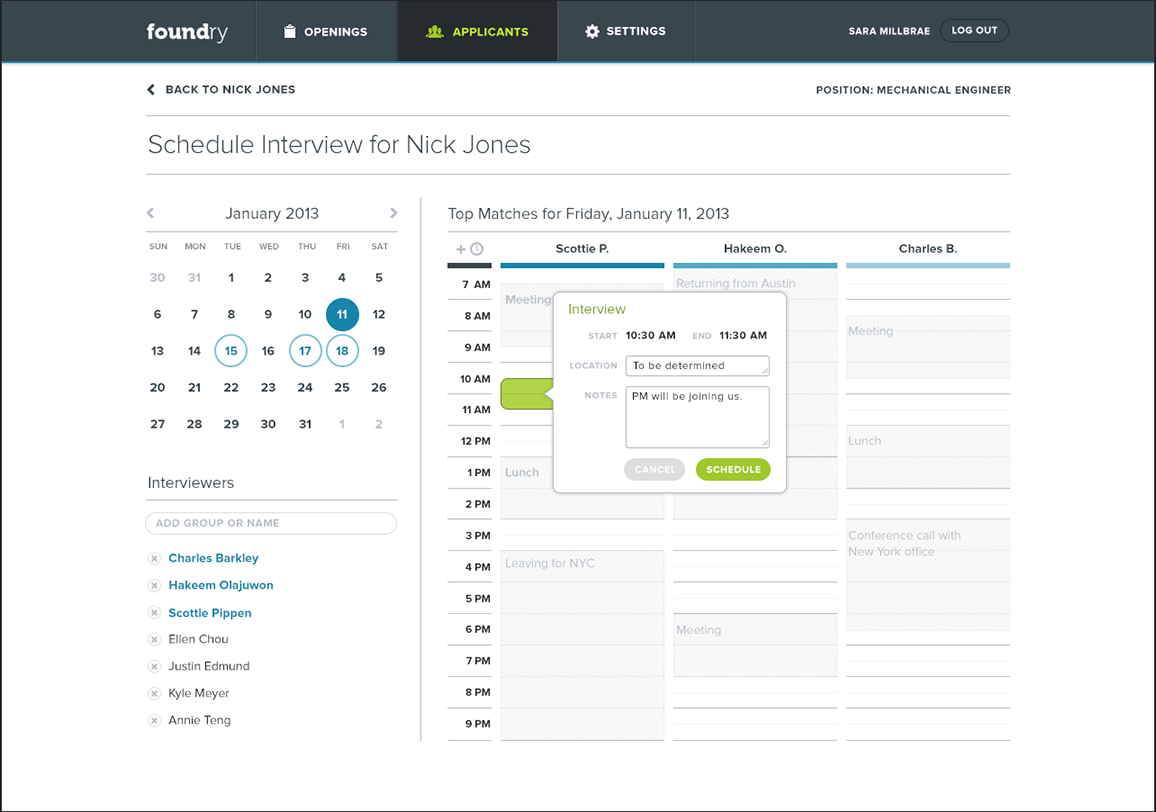 foundry
OPENINGS
APPLICANTS
SETTINGS
SARA MILLBRAE
LOG OUT
BACK TO NICK JONES
POSITION: MECHANICAL ENGINEER
Schedule Interview for Nick Jones
January 2013
SUN MON TUE WED THU FRI SAT
30 31 1 2 3 4 5
6 7 8 9 10 11 12
13 14 15 16 17 18 19
20 21 22 23 24 25 26
27 28 29 30 31 1 2
Interviewers
ADD GROUP OR NAME
Charles Barkley
Hakeem Olajuwon
Scottie Pippen
Ellen Chou
Justin Edmund
Kyle Meyer
Annie Teng
Top Matches for Friday, January 11, 2013
Scottie P. Hakeem O. Charles B.
7 AM
8 AM
9 AM
10 AM
11 AM
12 PM
1 PM
2 PM
3 PM
4 PM
5 PM
6 PM
7 PM
8 PM
9 PM
Meeting
Lunch
Leaving for NYC
Returning from Austin
Meeting
Meeting
Lunch
Conference call with
New York office
Interview
START 10:30 AM END 11:30 AM
LOCATION To be determined
NOTES PM will be joining us.
CANCEL SCHEDULE